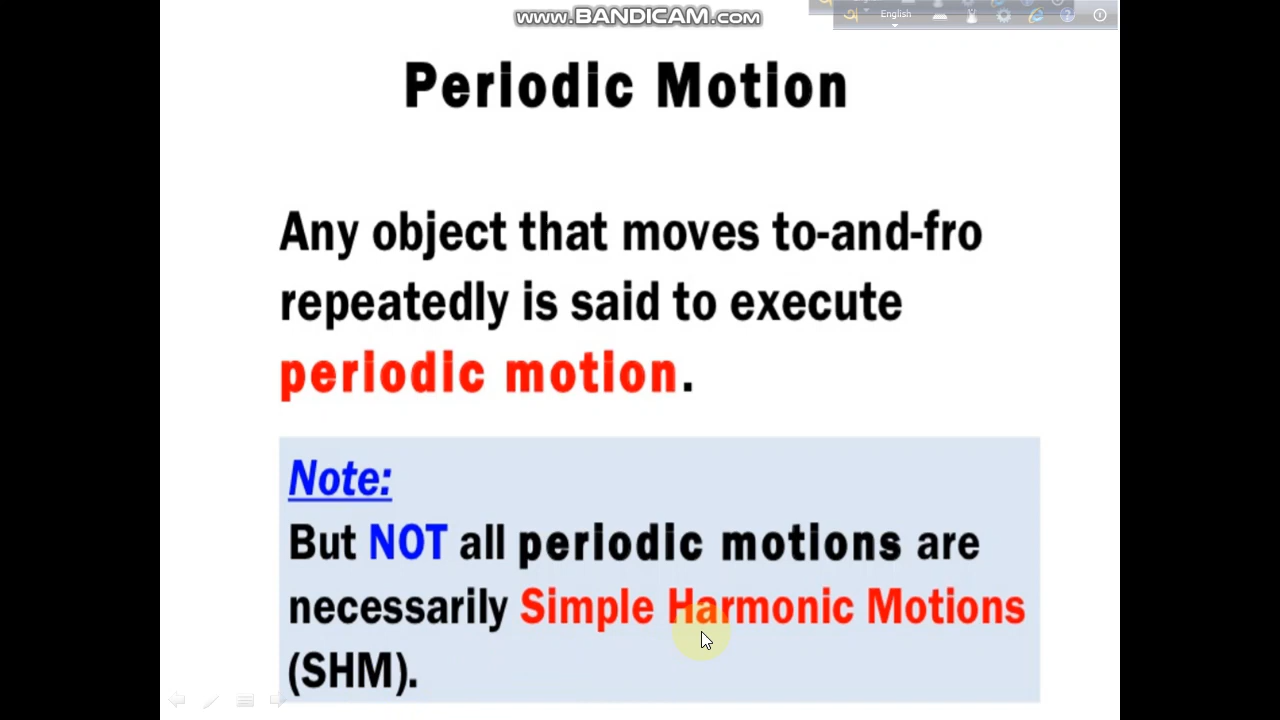 www.BANDICAM.com
English
Periodic Motion
Any object that moves to-and-fro
repeatedly is said to execute
periodic motion.
Note:
But NOT all periodic motions are
necessarily Simple Harmonic Motions
(SHM).